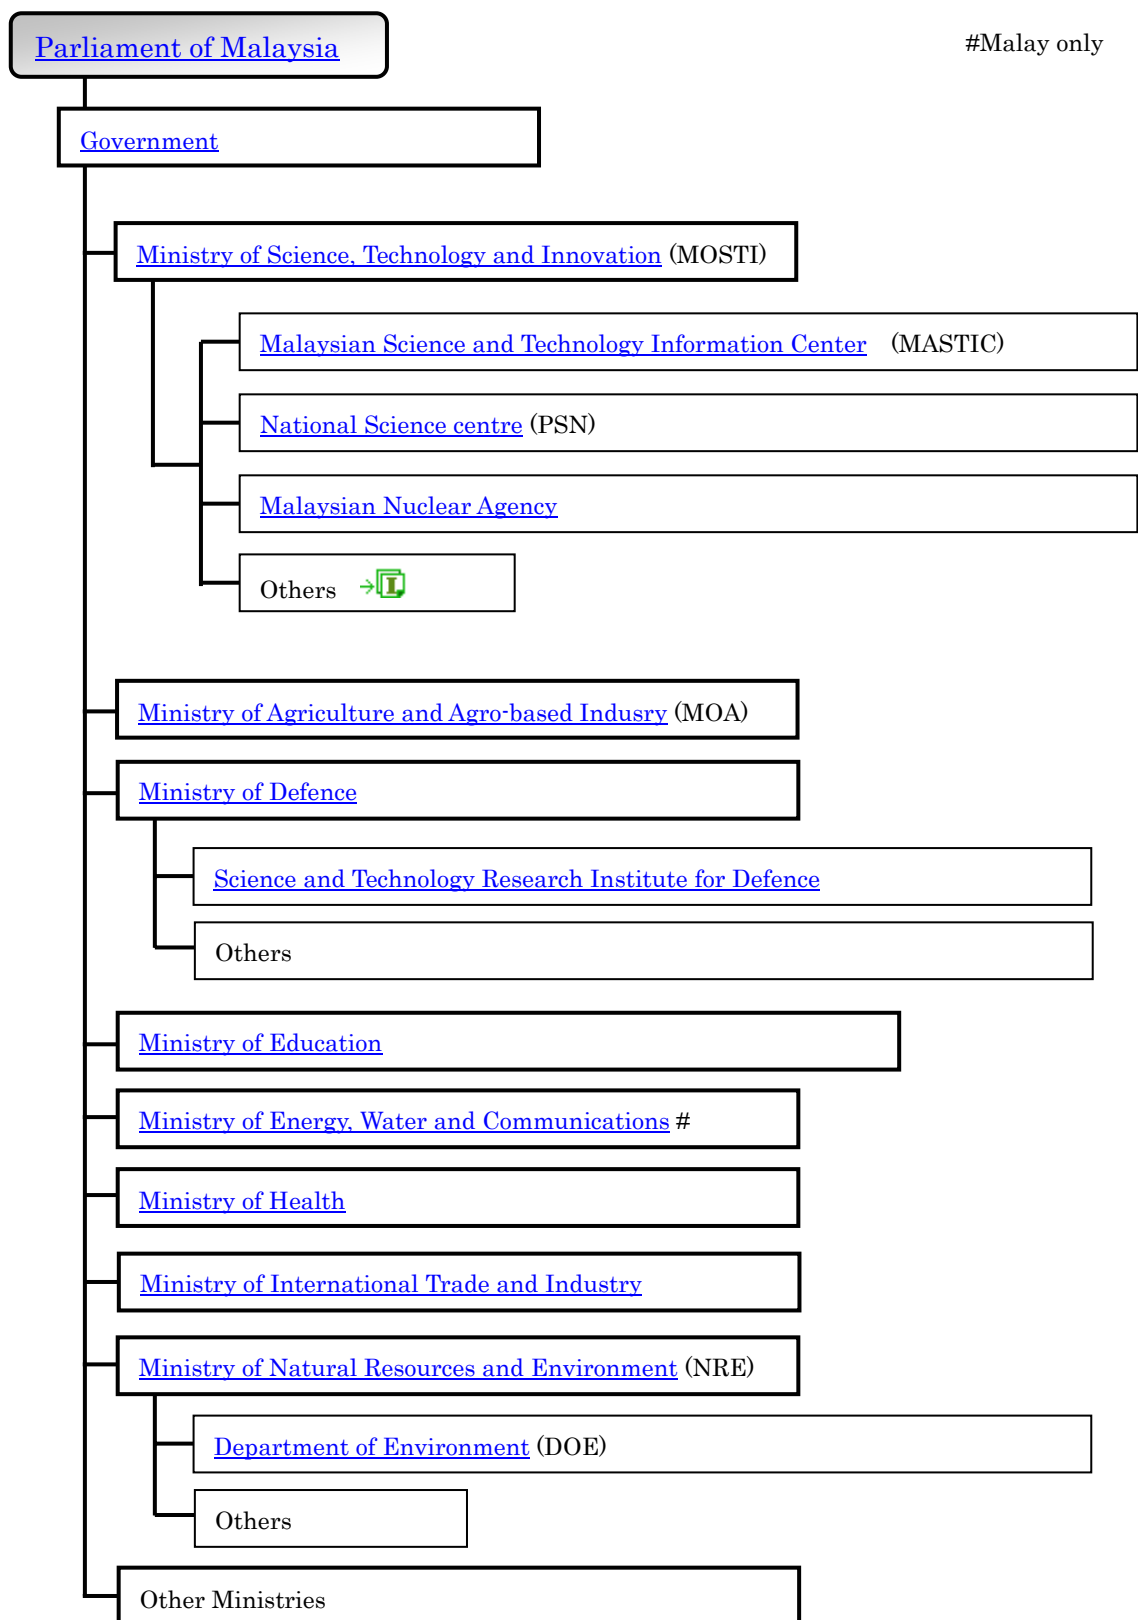 Parliament of Malaysia
#Malay only
Government
Ministry of Science, Technology and Innovation (MOSTI)
Malaysian Science and Technology Information Center (MASTIC)
National Science centre (PSN)
Malaysian Nuclear Agency
Others →I
Ministry of Agriculture and Agro-based Indusry (MOA)
Ministry of Defence
Science and Technology Research Institute for Defence
Others
Ministry of Education
Ministry of Energy, Water and Communications #
Ministry of Health
Ministry of International Trade and Industry
Ministry of Natural Resources and Environment (NRE)
Department of Environment (DOE)
Others
Other Ministries